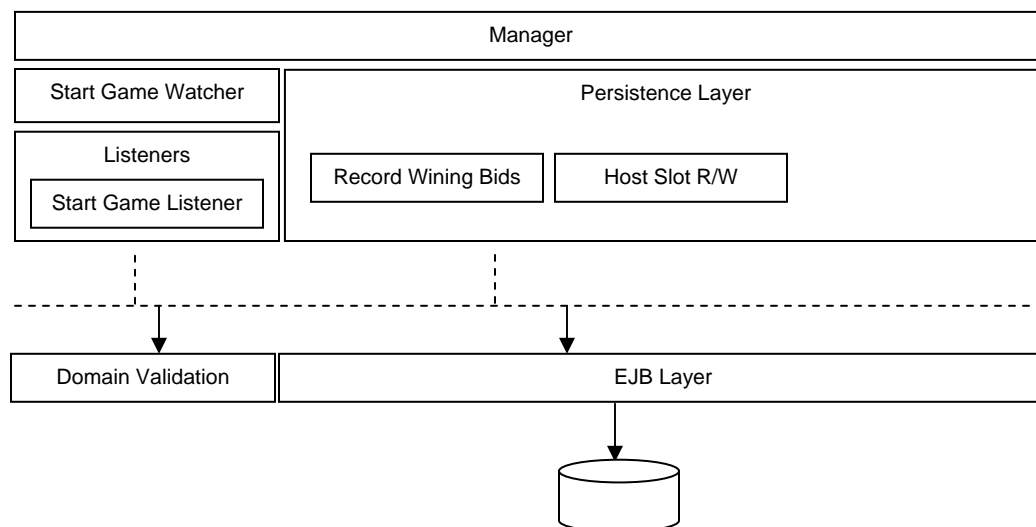 Manager
Start Game Watcher
Persistence Layer
Listeners
Record Wining Bids
Host Slot R/W
Start Game Listener
Domain Validation
EJB Layer